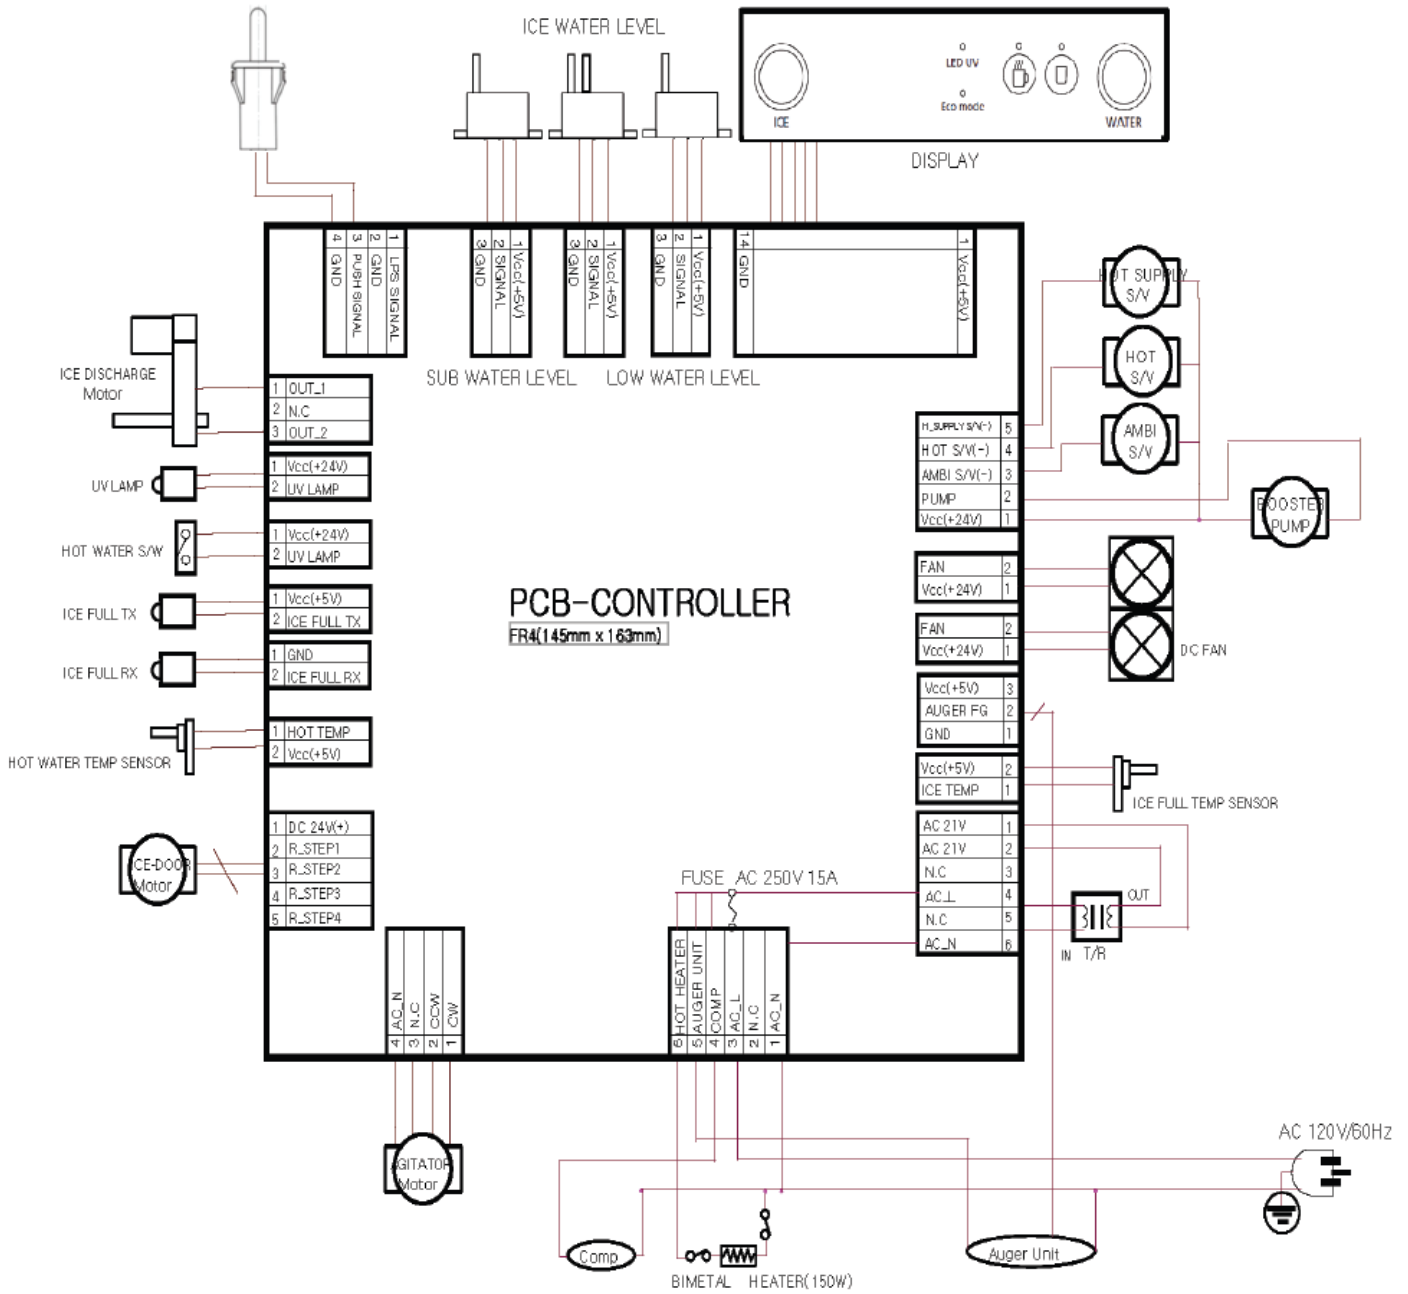 ICE WATER LEVEL
LED UV
Eco mode
ICE
WATER
DISPLAY
4 GND
3 PUSH SIGNAL
2 GND
1 LPS SIGNAL
3 GND
2 SIGNAL
1 Vcc(+5V)
3 GND
2 SIGNAL
1 Vcc(+5V)
3 GND
2 SIGNAL
1 Vcc(+5V)
14 GND
1 Vcc(+5V)
SUB WATER LEVEL
LOW WATER LEVEL
ICE DISCHARGE
Motor
1 OUT_1
2 N.C
3 OUT_2
UV LAMP
1 Vcc(+24V)
2 UV LAMP
HOT WATER S/W
1 Vcc(+24V)
2 UV LAMP
ICE FULL TX
1 Vcc(+5V)
2 ICE FULL TX
ICE FULL RX
1 GND
2 ICE FULL RX
HOT WATER TEMP SENSOR
1 HOT TEMP
2 Vcc(+5V)
ICE-DOOR
Motor
1 DC 24V(+)
2 R_STEP1
3 R_STEP2
4 R_STEP3
5 R_STEP4
PCB-CONTROLLER
FR4(145mm x 163mm)
HOT SUPPLY
S/V
HOT
S/V
AMBI
S/V
BOOSTER
PUMP
H_SUPPLY S/V(-) 5
HOT S/V(-) 4
AMBI S/V(-) 3
PUMP 2
Vcc(+24V) 1
FAN 2
Vcc(+24V) 1
FAN 2
Vcc(+24V) 1
DC FAN
Vcc(+5V) 3
AUGER FG 2
GND 1
Vcc(+5V) 2
ICE TEMP 1
ICE FULL TEMP SENSOR
AC 21V 1
AC 21V 2
N.C 3
AC_L 4
N.C 5
AC_N 6
OUT
IN T/R
FUSE AC 250V 15A
4 AC_N
3 N.C
2 CCW
1 CW
6 HOT HEATER
5 AUGER UNIT
4 COMP
3 AC_L
2 N.C
1 AC_N
AGITATOR
Motor
Comp
BIMETAL HEATER(150W)
Auger Unit
AC 120V/60Hz